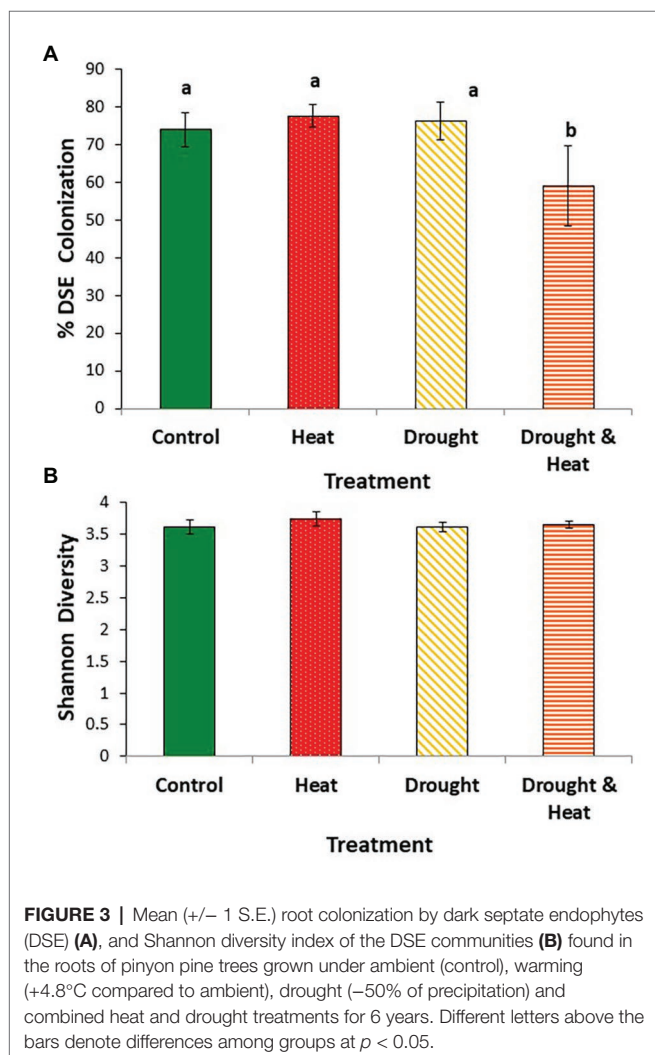 A
90
80
70
60
50
40
30
20
10
0
% DSE Colonization
a
a
a
b
Control
Heat
Drought
Drought &
Heat
Treatment
B
4
3.5
3
2.5
2
1.5
1
0.5
0
Shannon Diversity
Control
Heat
Drought
Drought &
Heat
Treatment
FIGURE 3 | Mean (+/− 1 S.E.) root colonization by dark septate endophytes
(DSE) (A), and Shannon diversity index of the DSE communities (B) found in
the roots of pinyon pine trees grown under ambient (control), warming
(+4.8°C compared to ambient), drought (−50% of precipitation) and
combined heat and drought treatments for 6 years. Different letters above the
bars denote differences among groups at p < 0.05.